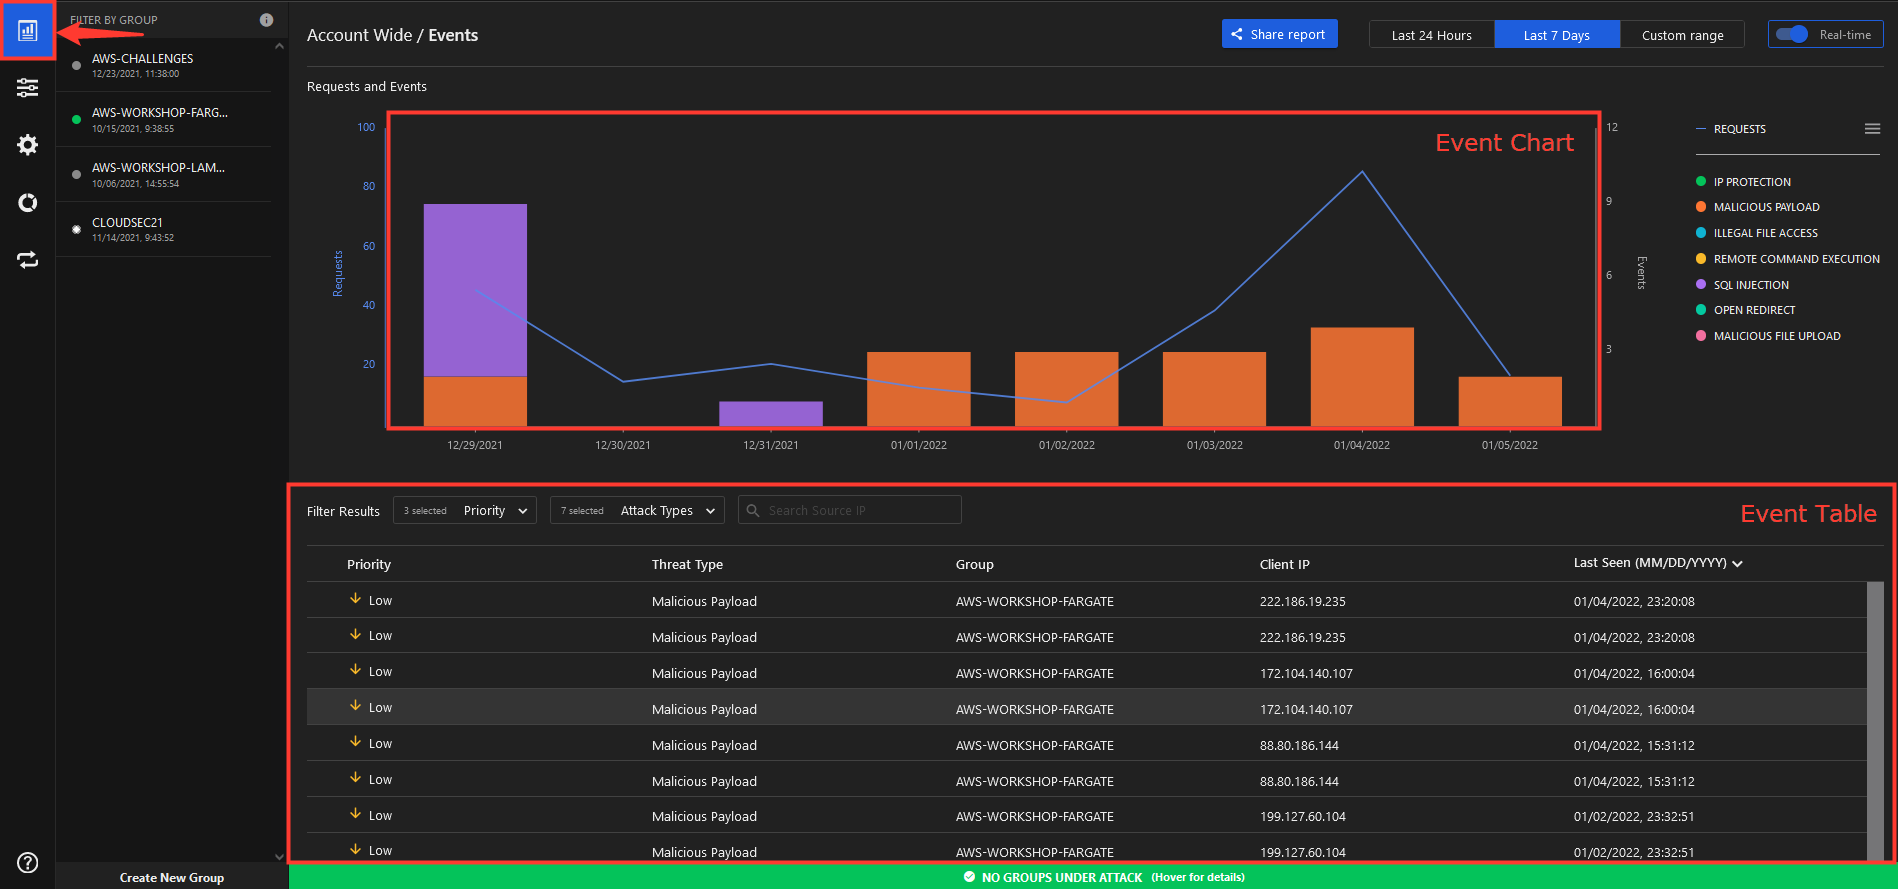 FILTER BY GROUP
AWS-CHALLENGES
12/23/2021, 11:38:00
AWS-WORKSHOP-FARG...
10/15/2021, 9:38:55
AWS-WORKSHOP-LAM...
10/06/2021, 14:55:54
CLOUDSEC21
11/14/2021, 9:43:52
Create New Group
Account Wide / Events
Share report
Last 24 Hours
Last 7 Days
Custom range
Real-time
Requests and Events
Event Chart
100
80
60
40
20
Requests
12
9
6
3
Events
12/29/2021
12/30/2021
12/31/2021
01/01/2022
01/02/2022
01/03/2022
01/04/2022
01/05/2022
REQUESTS
IP PROTECTION
MALICIOUS PAYLOAD
ILLEGAL FILE ACCESS
REMOTE COMMAND EXECUTION
SQL INJECTION
OPEN REDIRECT
MALICIOUS FILE UPLOAD
Filter Results
3 selected Priority
7 selected Attack Types
Search Source IP
Event Table
Priority Threat Type Group Client IP Last Seen (MM/DD/YYYY)
Low Malicious Payload AWS-WORKSHOP-FARGATE 222.186.19.235 01/04/2022, 23:20:08
Low Malicious Payload AWS-WORKSHOP-FARGATE 222.186.19.235 01/04/2022, 23:20:08
Low Malicious Payload AWS-WORKSHOP-FARGATE 172.104.140.107 01/04/2022, 16:00:04
Low Malicious Payload AWS-WORKSHOP-FARGATE 172.104.140.107 01/04/2022, 16:00:04
Low Malicious Payload AWS-WORKSHOP-FARGATE 88.80.186.144 01/04/2022, 15:31:12
Low Malicious Payload AWS-WORKSHOP-FARGATE 88.80.186.144 01/04/2022, 15:31:12
Low Malicious Payload AWS-WORKSHOP-FARGATE 199.127.60.104 01/02/2022, 23:32:51
Low Malicious Payload AWS-WORKSHOP-FARGATE 199.127.60.104 01/02/2022, 23:32:51
NO GROUPS UNDER ATTACK (Hover for details)